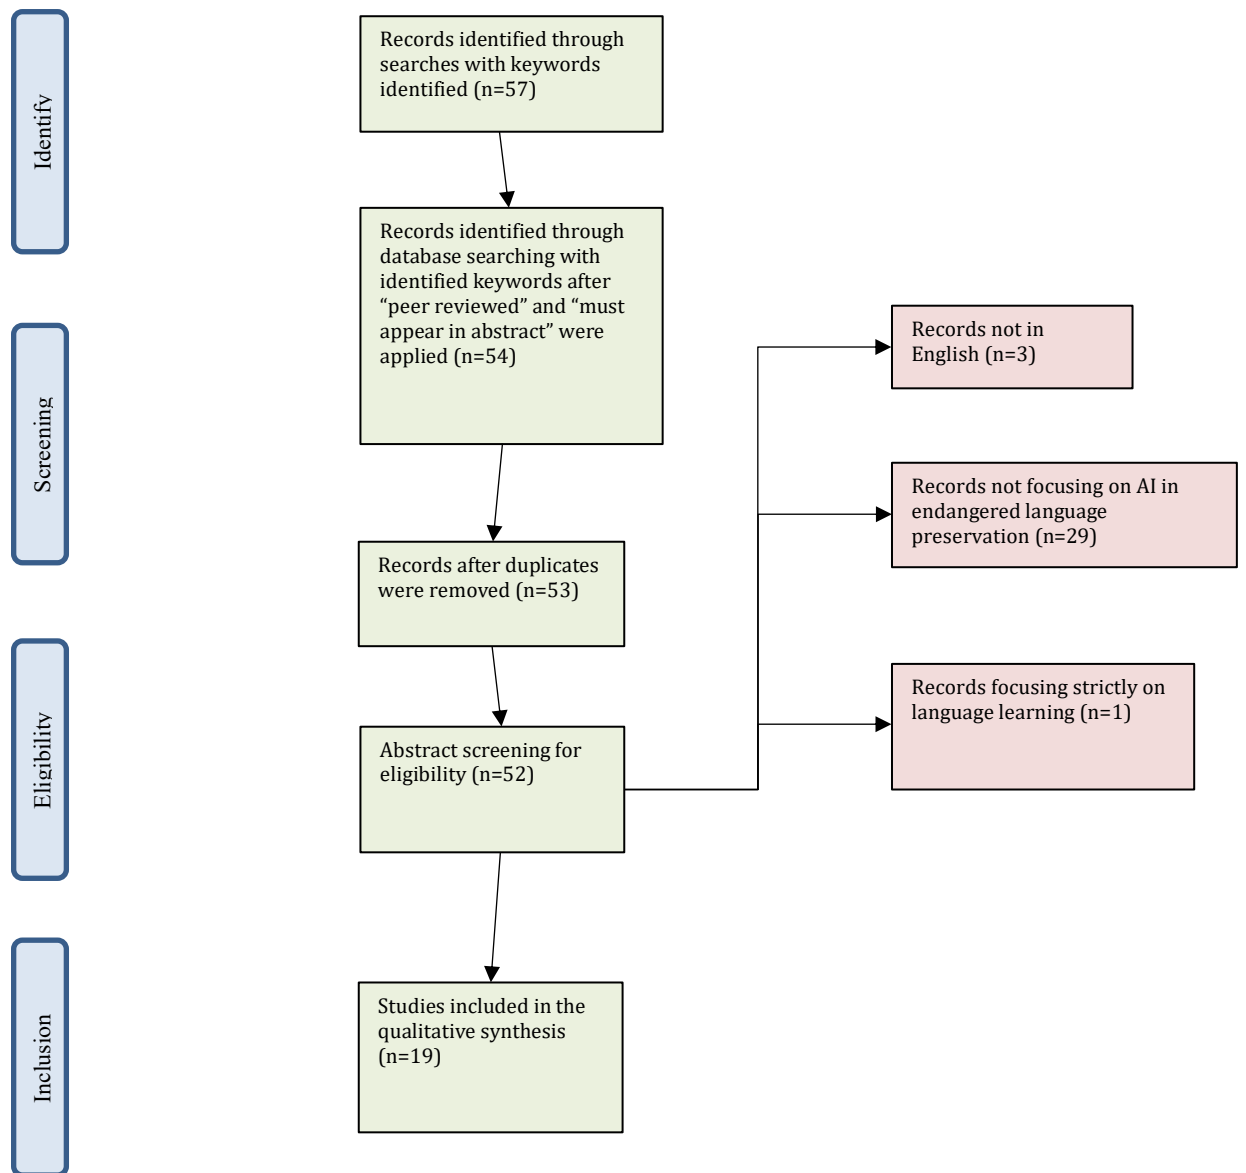 Identify
Records identified through
searches with keywords
identified (n=57)
Records identified through
database searching with
identified keywords after
“peer reviewed” and “must
appear in abstract” were
applied (n=54)
Screening
Records not in
English (n=3)
Records not focusing on AI in
endangered language
preservation (n=29)
Records after duplicates
were removed (n=53)
Eligibility
Records focusing strictly on
language learning (n=1)
Abstract screening for
eligibility (n=52)
Inclusion
Studies included in the
qualitative synthesis
(n=19)